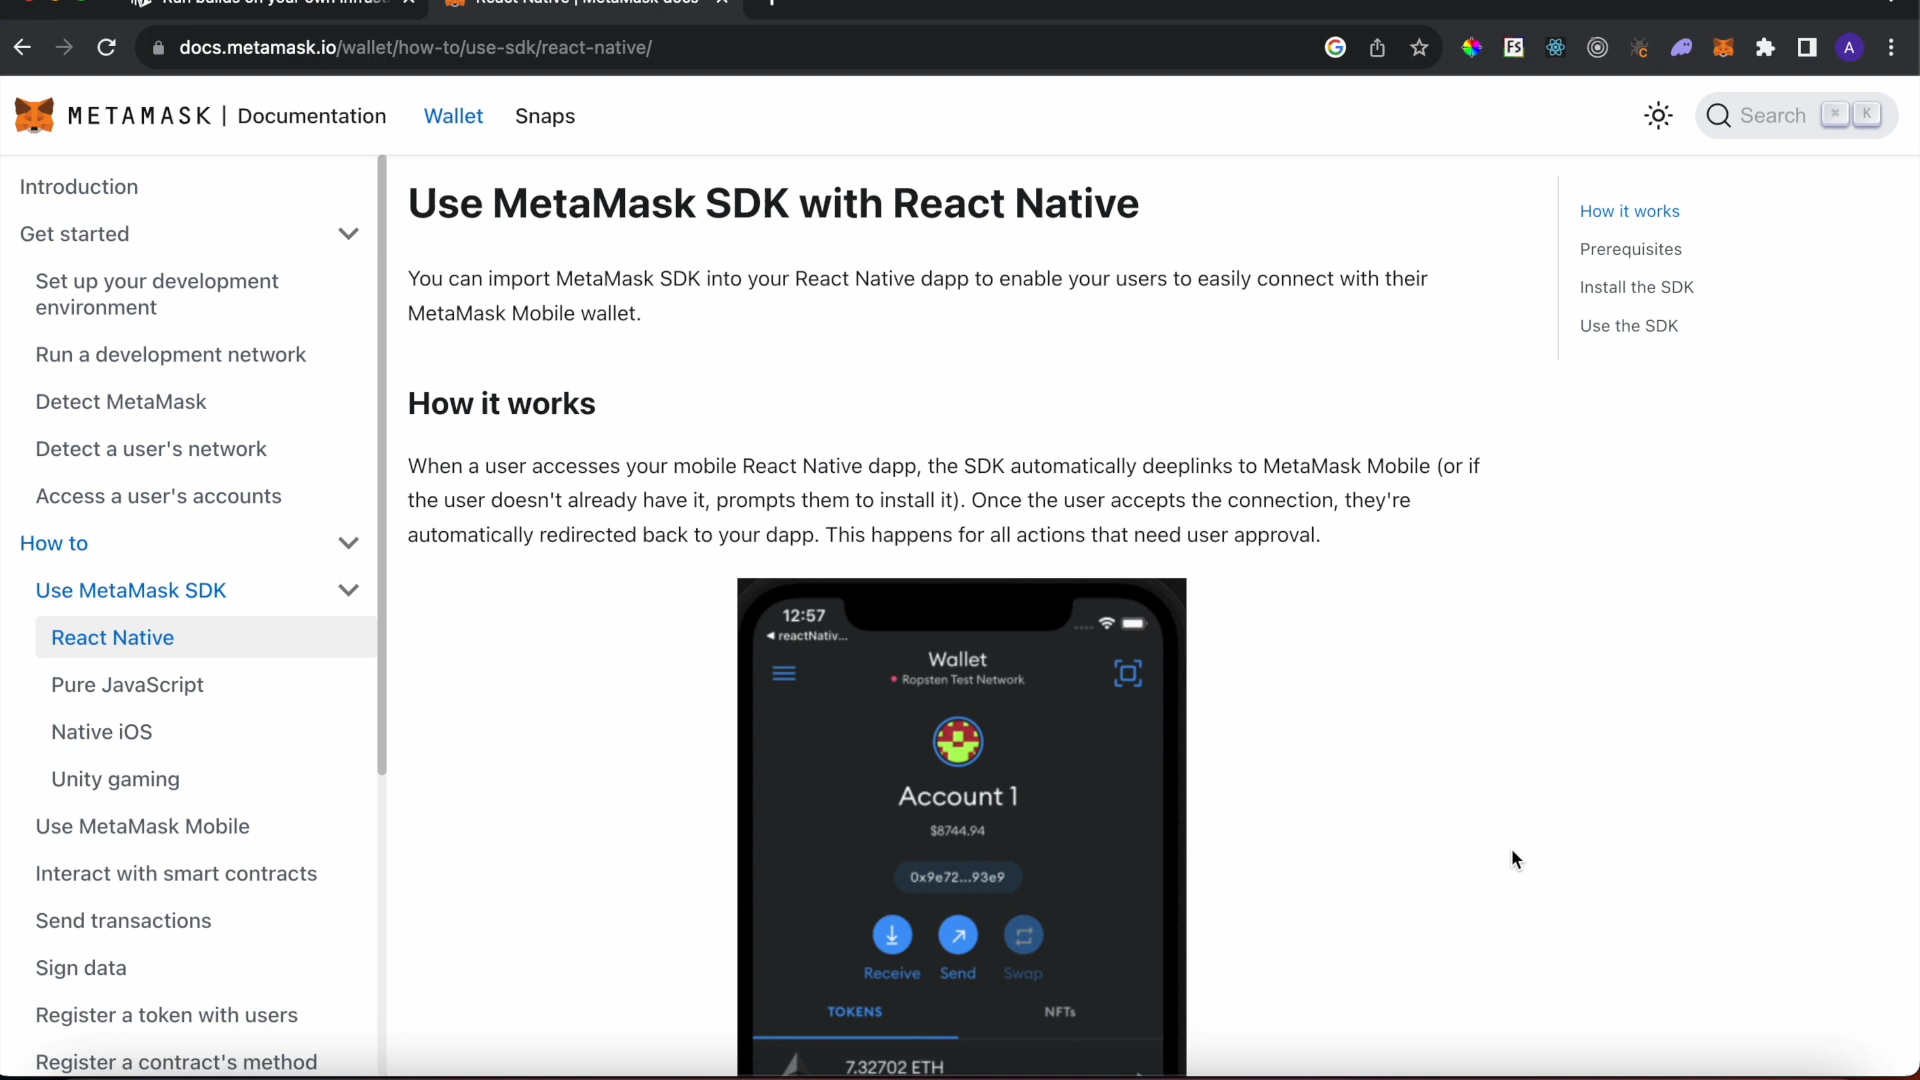 React Native | MetaMask docs
docs.metamask.io/wallet/how-to/use-sdk/react-native/
FS
A
METAMASK | Documentation
Wallet
Snaps
Search
⌘
K
Introduction
Get started
Set up your development
environment
Run a development network
Detect MetaMask
Detect a user's network
Access a user's accounts
How to
Use MetaMask SDK
React Native
Pure JavaScript
Native iOS
Unity gaming
Use MetaMask Mobile
Interact with smart contracts
Send transactions
Sign data
Register a token with users
Register a contract's method
Use MetaMask SDK with React Native
You can import MetaMask SDK into your React Native dapp to enable your users to easily connect with their
MetaMask Mobile wallet.
How it works
When a user accesses your mobile React Native dapp, the SDK automatically deeplinks to MetaMask Mobile (or if
the user doesn't already have it, prompts them to install it). Once the user accepts the connection, they're
automatically redirected back to your dapp. This happens for all actions that need user approval.
12:57
reactNativ...
Wallet
Ropsten Test Network
Account 1
$8744.94
0x9e72...93e9
Receive
Send
Swap
TOKENS
NFTs
7.32702 ETH
How it works
Prerequisites
Install the SDK
Use the SDK